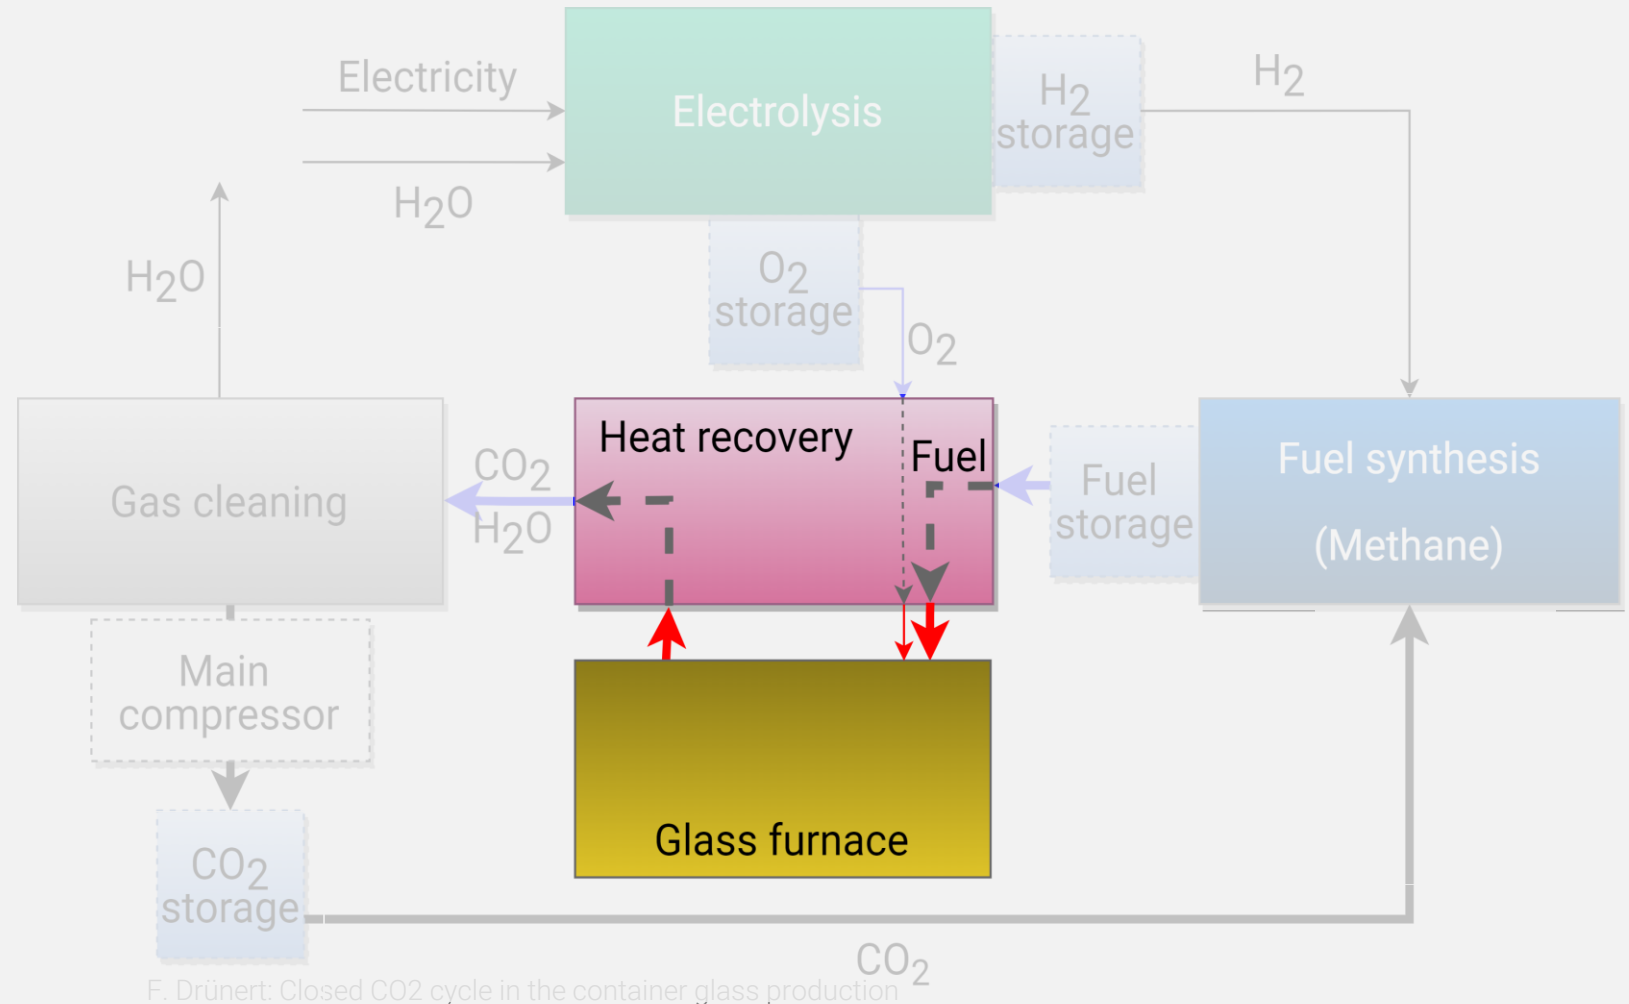 Electricity
H2O
H2O
Electrolysis
H2
storage
H2
O2
storage
O2
Gas cleaning
CO2
H2O
Heat recovery
Fuel
Fuel
storage
Fuel synthesis
(Methane)
Main
compressor
CO2
storage
Glass furnace
CO2
F. Drünert: Closed CO2 cycle in the container glass production